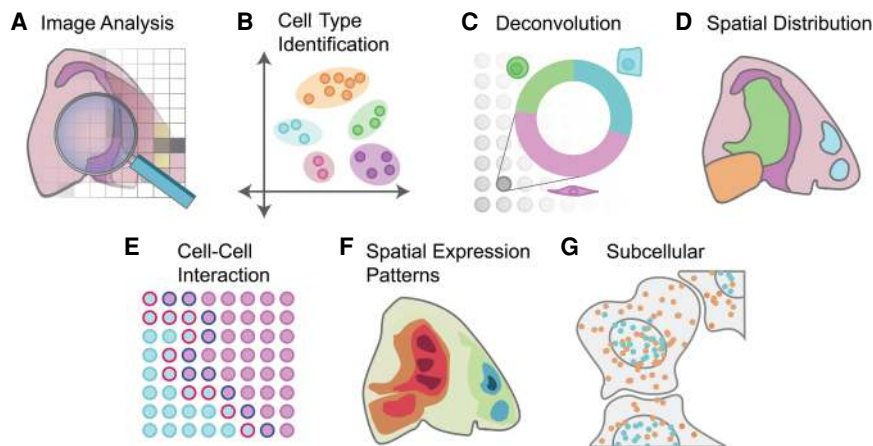 A Image Analysis
B Cell Type
Identification
C Deconvolution
D Spatial Distribution
E Cell-Cell
Interaction
F Spatial Expression
Patterns
G Subcellular